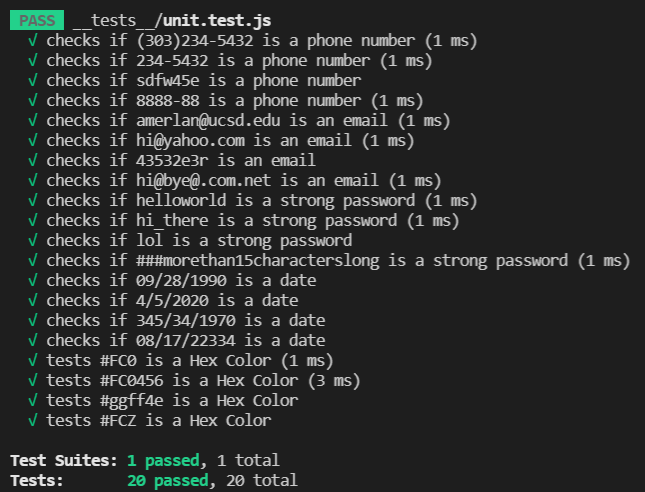 PASS __tests__/unit.test.js
√ checks if (303)234-5432 is a phone number (1 ms)
√ checks if 234-5432 is a phone number (1 ms)
√ checks if sdfw45e is a phone number
√ checks if 8888-88 is a phone number (1 ms)
√ checks if amerlan@ucsd.edu is an email (1 ms)
√ checks if hi@yahoo.com is an email (1 ms)
√ checks if 43532e3r is an email
√ checks if hi@bye@.com.net is an email (1 ms)
√ checks if helloworld is a strong password (1 ms)
√ checks if hi_there is a strong password (1 ms)
√ checks if lol is a strong password
√ checks if ###morethan15characterslong is a strong password (1 ms)
√ checks if 09/28/1990 is a date
√ checks if 4/5/2020 is a date
√ checks if 345/34/1970 is a date
√ checks if 08/17/22334 is a date
√ tests #FC0 is a Hex Color (1 ms)
√ tests #FC0456 is a Hex Color (3 ms)
√ tests #ggff4e is a Hex Color
√ tests #FCZ is a Hex Color
Test Suites: 1 passed, 1 total
Tests: 20 passed, 20 total